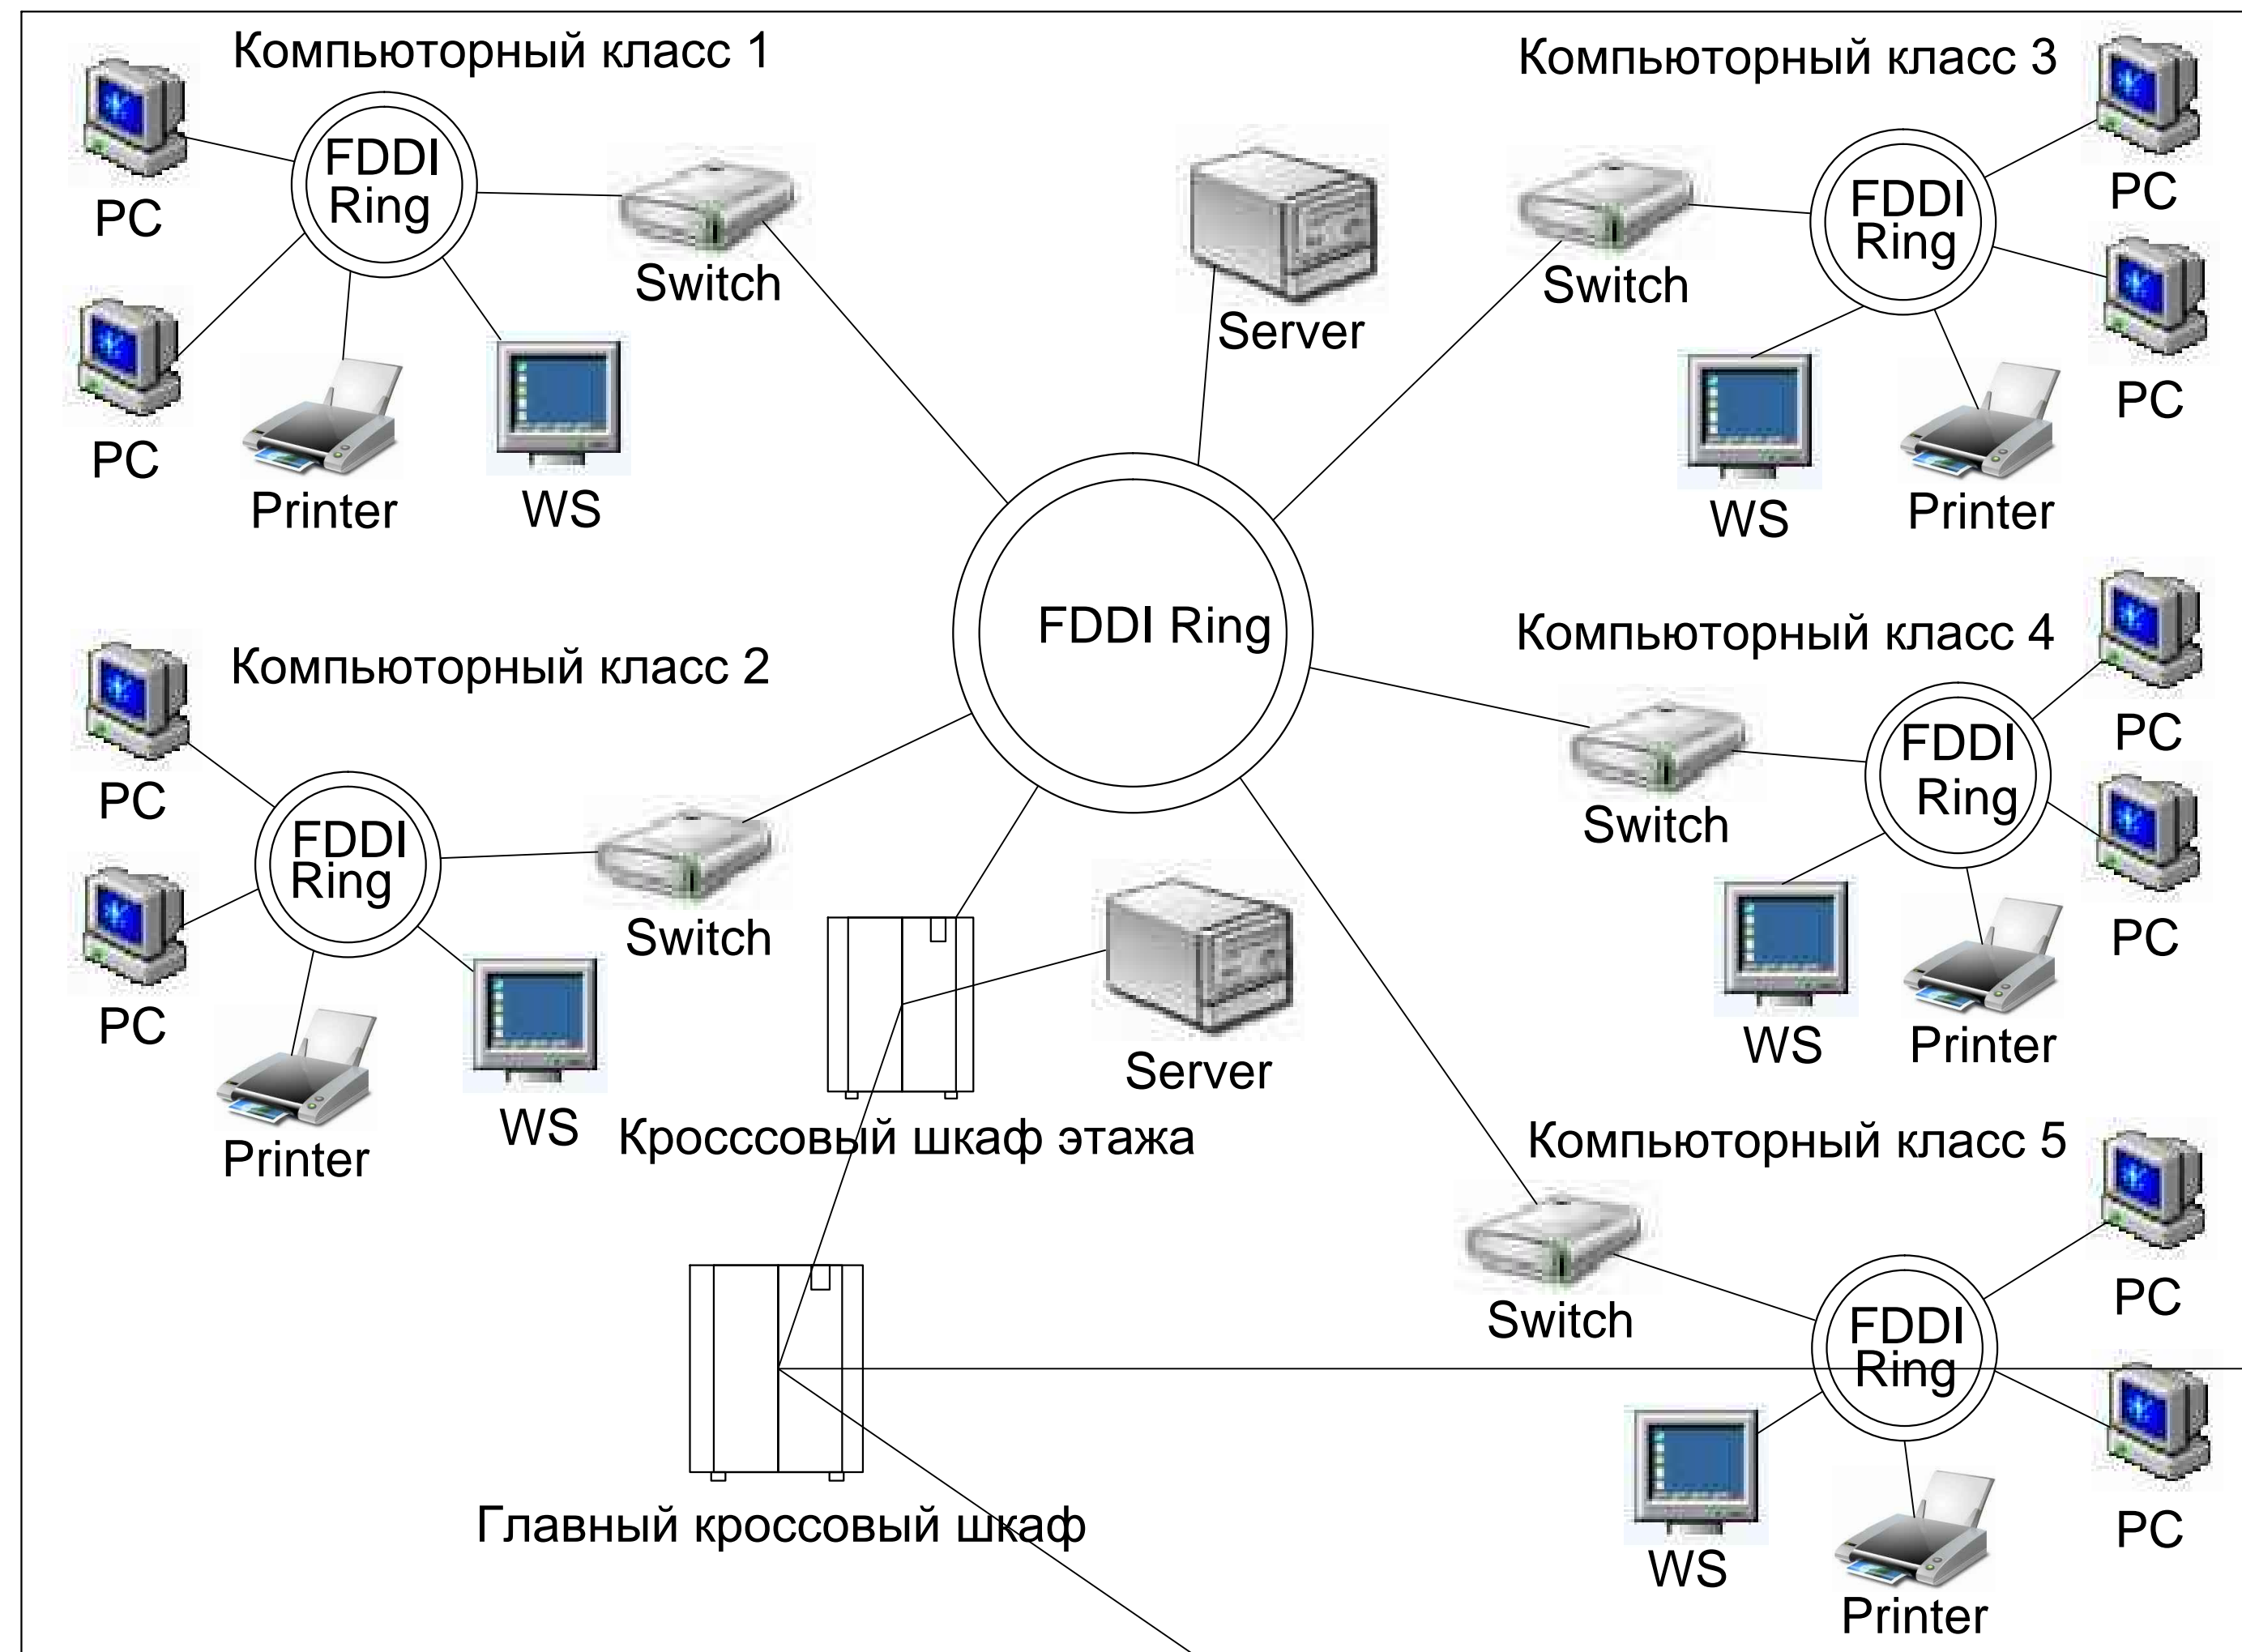 Компьюторный класс 1
FDDI
Ring
PC
PC
Printer
WS
Switch
Server
Компьюторный класс 3
Switch
FDDI
Ring
PC
PC
WS
Printer
FDDI Ring
Компьюторный класс 2
PC
FDDI
Ring
PC
Printer
WS
Switch
Компьюторный класс 4
Switch
FDDI
Ring
PC
PC
WS
Printer
Server
Кросссовый шкаф этажа
Компьюторный класс 5
Switch
FDDI
Ring
PC
PC
WS
Printer
Главный кроссовый шкаф